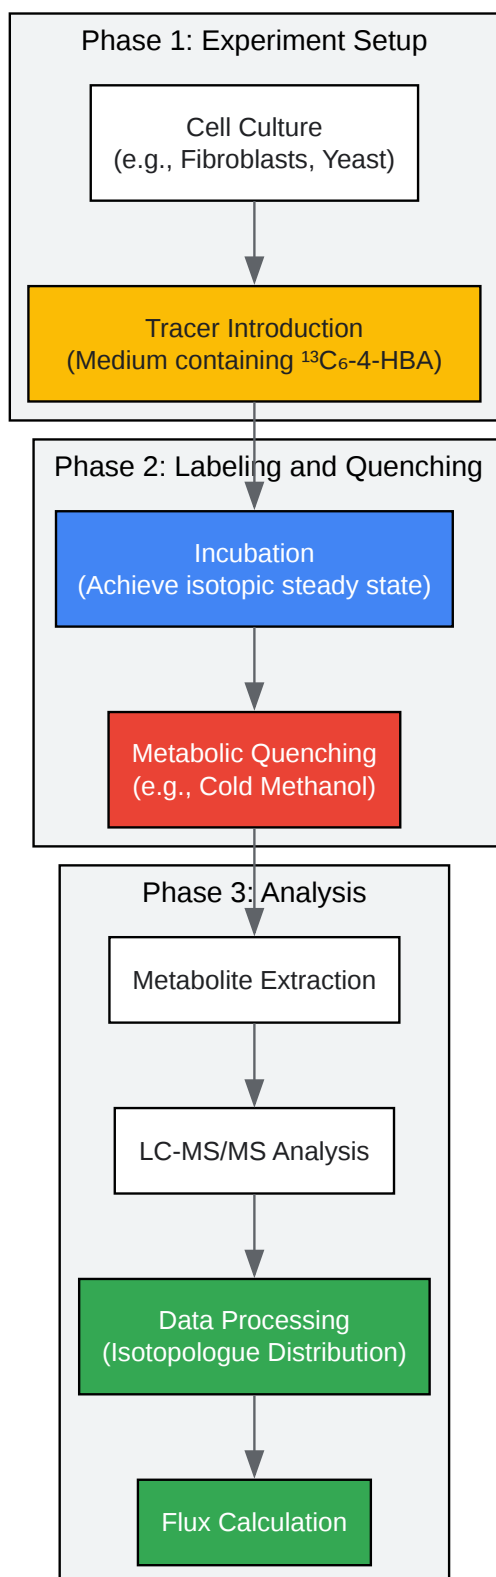 Phase 1: Experiment Setup
Cell Culture
(e.g., Fibroblasts, Yeast)
Tracer Introduction
(Medium containing ¹³C₆-4-HBA)
Phase 2: Labeling and Quenching
Incubation
(Achieve isotopic steady state)
Metabolic Quenching
(e.g., Cold Methanol)
Phase 3: Analysis
Metabolite Extraction
LC-MS/MS Analysis
Data Processing
(Isotopologue Distribution)
Flux Calculation